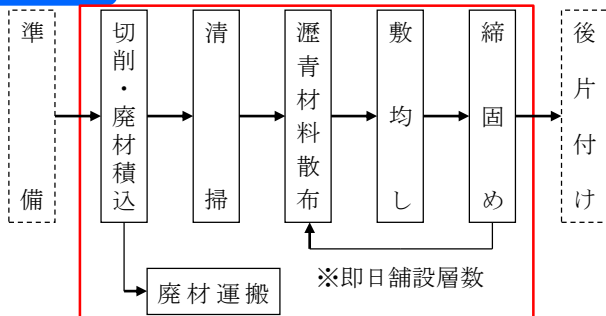 準備
切削・廃材積込
清掃
瀝青材料散布
敷均し
締固め
後片付け
廃材運搬
※即日舗設層数